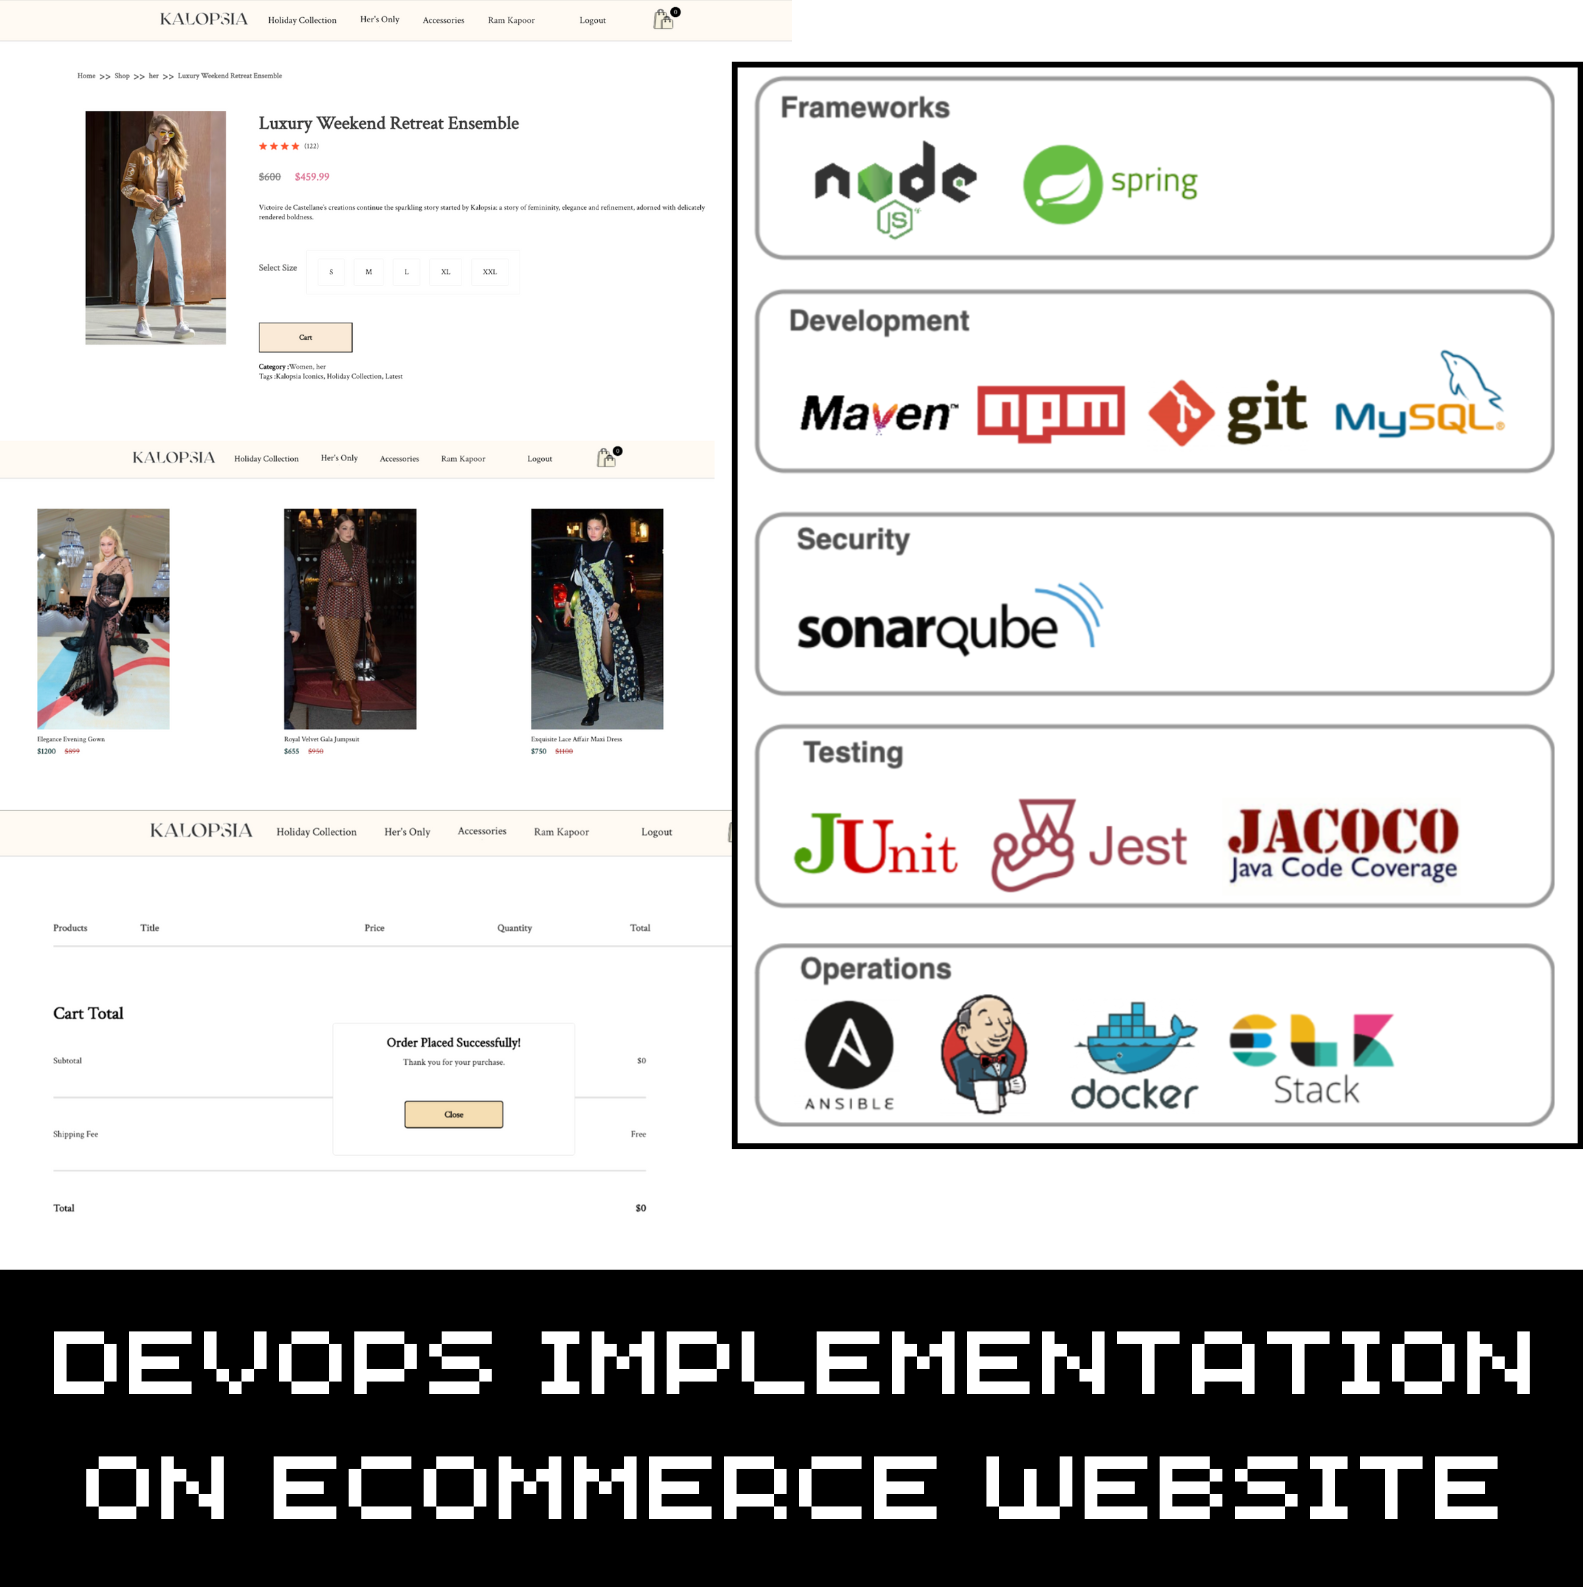 KALOPSIA Holiday Collection Her's Only Accessories Ram Kapoor Logout 0
Home >> Shop >> her >> Luxury Weekend Retreat Ensemble
Luxury Weekend Retreat Ensemble
(122)
$600 $459.99
Victoire de Castellane's creations continue the sparkling story started by Kalopsia: a story of femininity, elegance and refinement, adorned with delicately
rendered boldness.
Select Size S M L XL XXL
Cart
Category :Women, her
Tags :Kalopsia Iconics, Holiday Collection, Latest
KALOPSIA Holiday Collection Her's Only Accessories Ram Kapoor Logout 0
Elegance Evening Gown
$1200 $899
Royal Velvet Gala Jumpsuit
$655 $950
Exquisite Lace Affair Maxi Dress
$750 $1100
KALOPSIA Holiday Collection Her's Only Accessories Ram Kapoor Logout
Products Title Price Quantity Total
Cart Total
Subtotal $0
Shipping Fee Free
Total $0
Order Placed Successfully!
Thank you for your purchase.
Close
Frameworks
node JS ® spring
Development
Maven™ npm git MySQL®
Security
sonarqube
Testing
JUnit Jest JACOCO
Java Code Coverage
Operations
A
ANSIBLE docker ELK
Stack
DEVOPS IMPLEMENTATION
ON ECOMMERCE WEBSITE